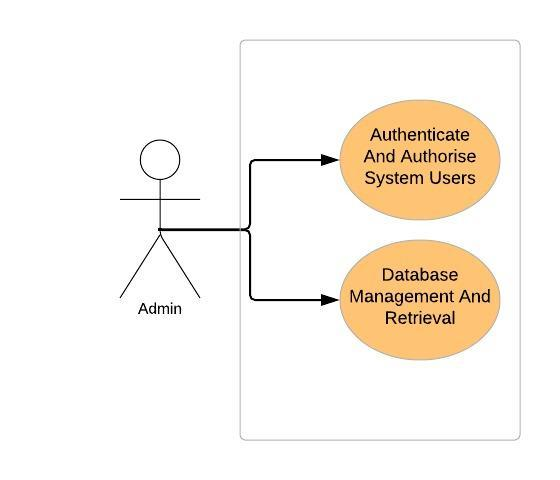 Authenticate
And Authorise
System Users
Database
Management And
Retrieval
Admin